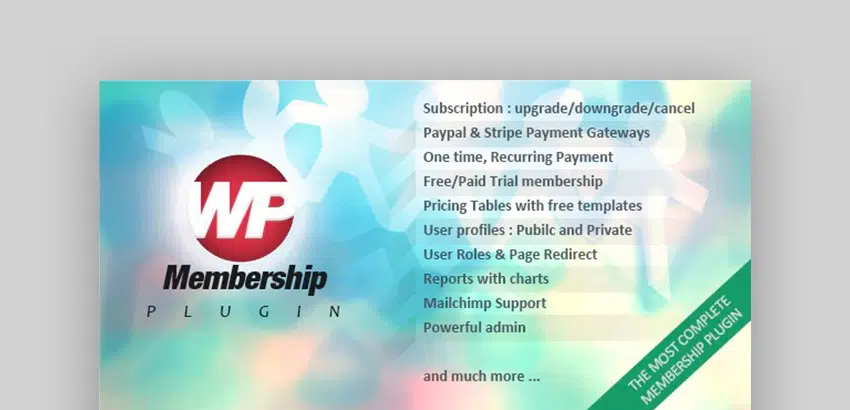 WP
Membership
PLUGIN
Subscription : upgrade/downgrade/cancel
Paypal & Stripe Payment Gateways
One time, Recurring Payment
Free/Paid Trial membership
Pricing Tables with free templates
User profiles : Pubilc and Private
User Roles & Page Redirect
Reports with charts
Mailchimp Support
Powerful admin
and much more ...
THE MOST COMPLETE
MEMBERSHIP PLUGIN